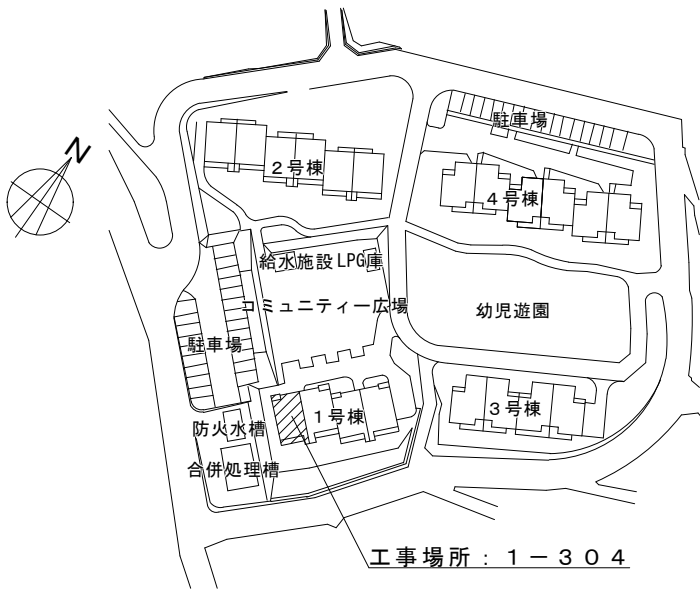 駐車場
N
2号棟
4号棟
給水施設 LPG庫
コミュニティー広場
幼児遊園
駐車場
1号棟
3号棟
防火水槽
合併処理槽
工事場所：1－304